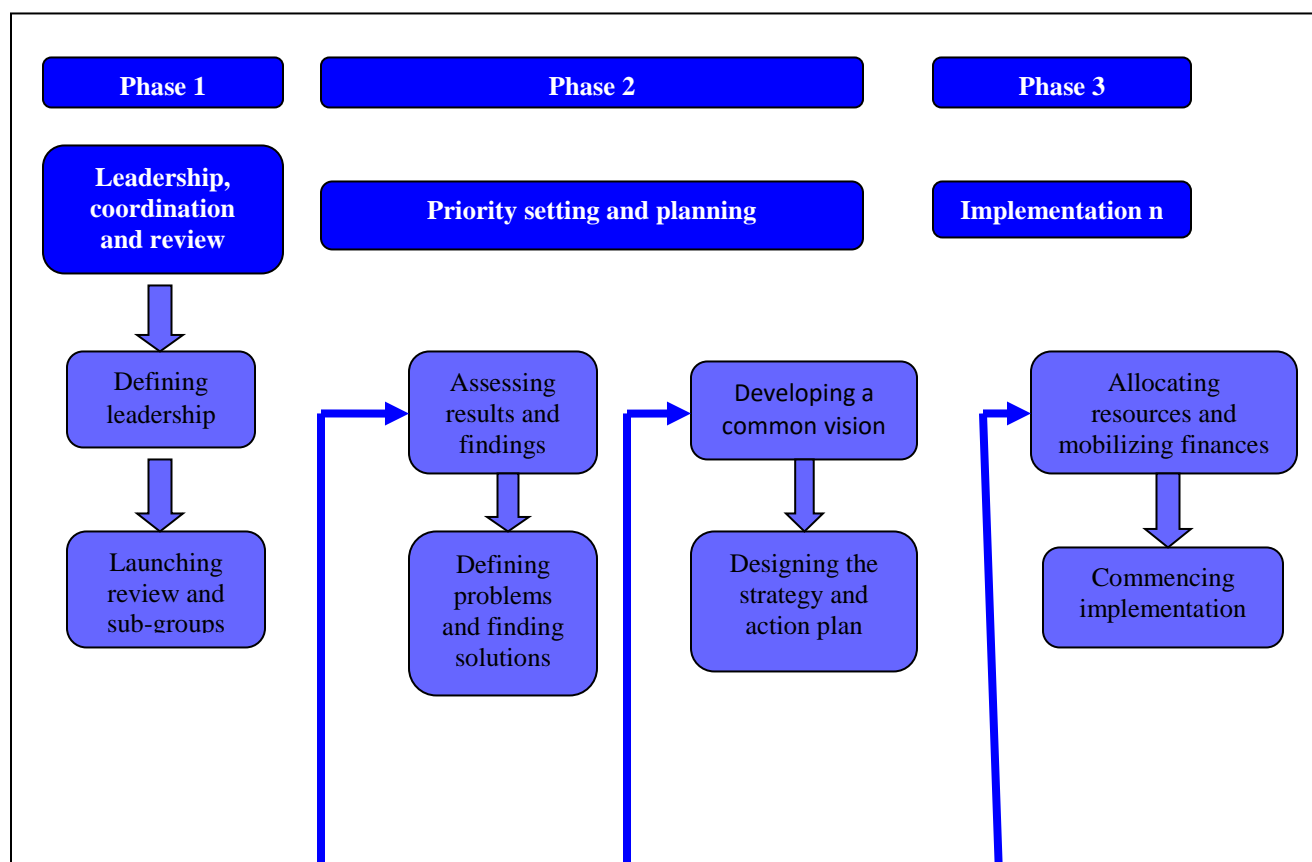 Phase 1
Phase 2
Phase 3
Leadership,
coordination
and review
Priority setting and planning
Implementation n
Defining
leadership
Launching
review and
sub-groups
Assessing
results and
findings
Defining
problems
and finding
solutions
Developing a
common vision
Designing the
strategy and
action plan
Allocating
resources and
mobilizing finances
Commencing
implementation